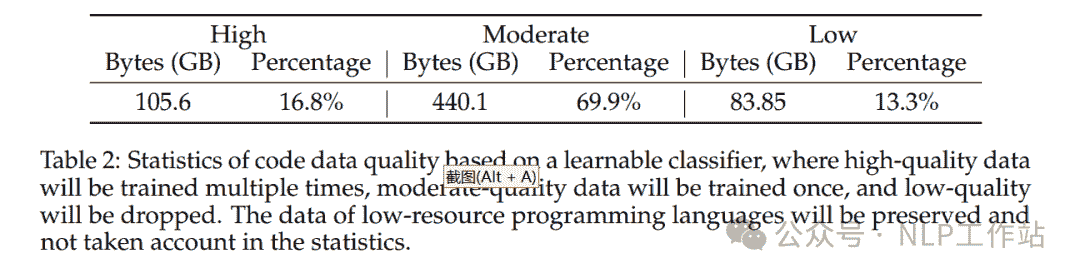 High Moderate Low
Bytes (GB) Percentage Bytes (GB) Percentage Bytes (GB) Percentage
105.6 16.8% 440.1 69.9% 83.85 13.3%
Table 2: Statistics of code data quality based on a learnable classifier, where high-quality data
截图(Alt + A)
will be trained multiple times, moderate-quality data will be trained once, and low-quality
will be dropped. The data of low-resource programming languages will be preserved and
not taken account in the statistics.
公众号 · NLP工作站